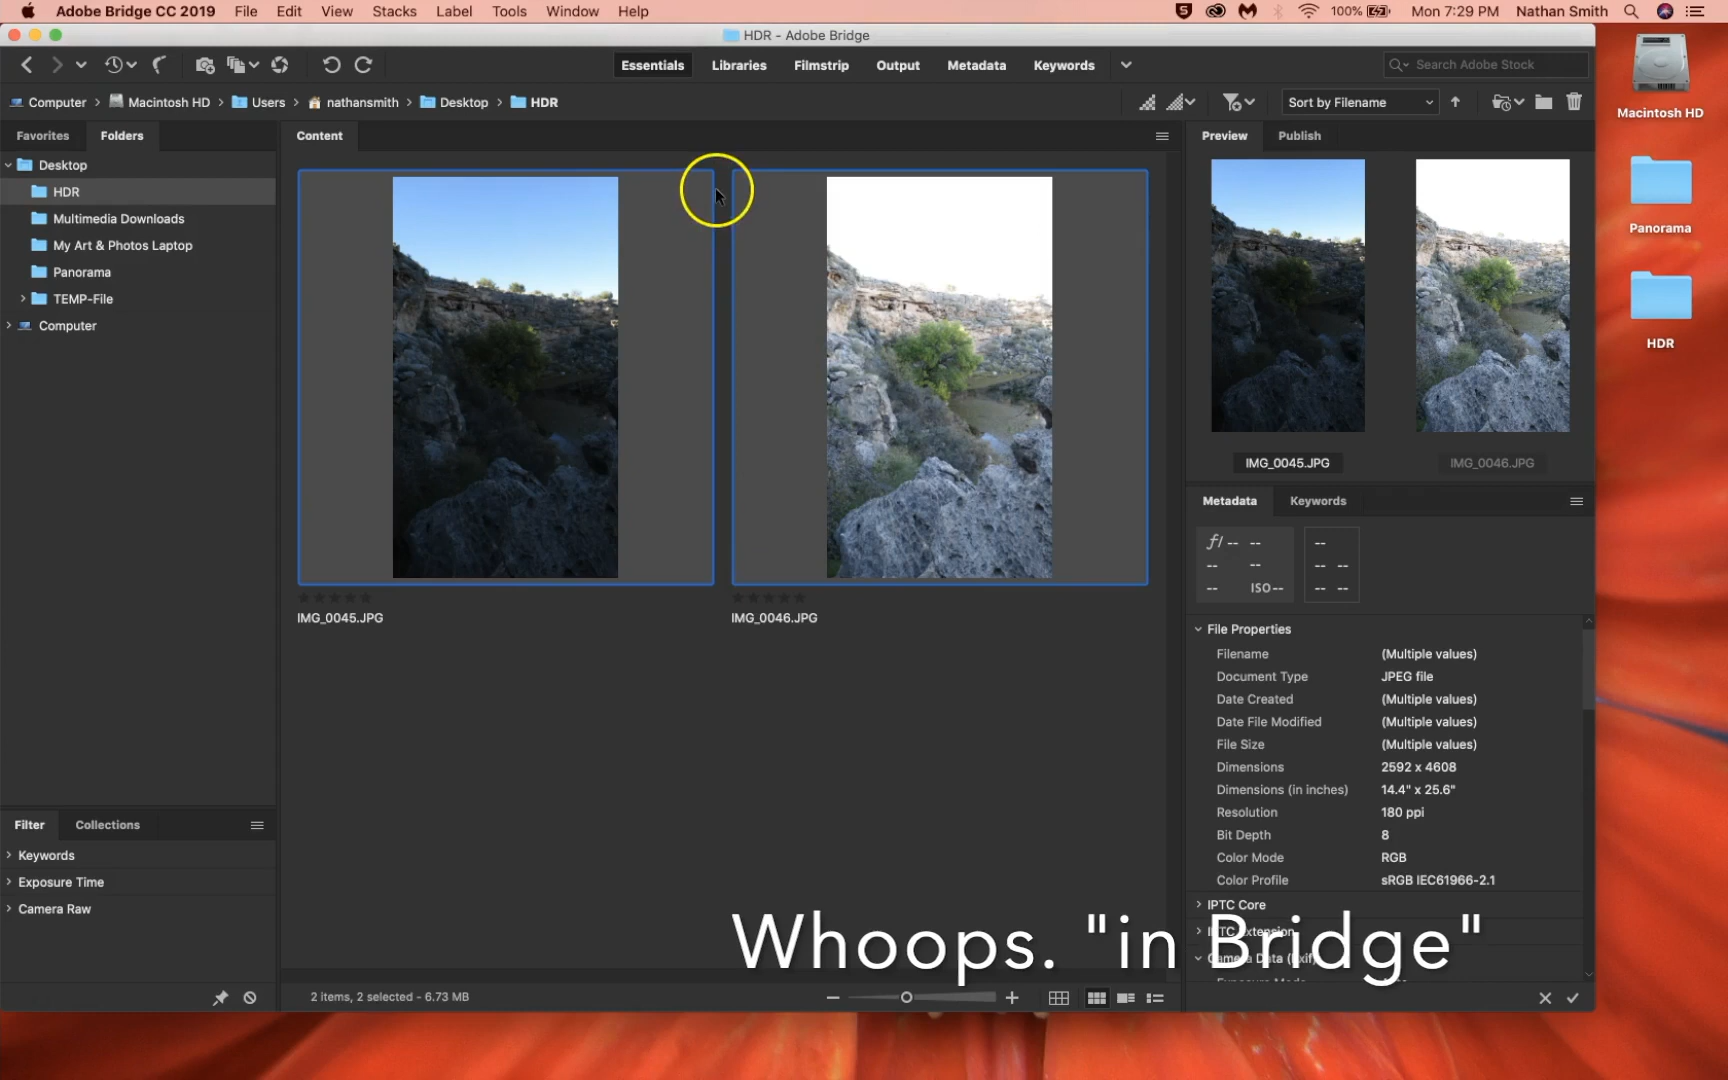 Adobe Bridge CC 2019 File Edit View Stacks Label Tools Window Help 100% Mon 7:29 PM Nathan Smith
HDR - Adobe Bridge
Essentials Libraries Filmstrip Output Metadata Keywords Search Adobe Stock
Computer Macintosh HD Users nathansmith Desktop HDR Sort by Filename
Favorites Folders
Content
Preview Publish
Desktop
HDR
Multimedia Downloads
My Art & Photos Laptop
Panorama
TEMP-File
Computer
IMG_0045.JPG
IMG_0046.JPG
IMG_0045.JPG IMG_0046.JPG
Metadata Keywords
f/ -- -- --
-- -- -- --
-- ISO-- -- --
File Properties
Filename (Multiple values)
Document Type JPEG file
Date Created (Multiple values)
Date File Modified (Multiple values)
File Size (Multiple values)
Dimensions 2592 x 4608
Dimensions (in inches) 14.4" x 25.6"
Resolution 180 ppi
Bit Depth 8
Color Mode RGB
Color Profile sRGB IEC61966-2.1
IPTC Core
IPTC Extension
Camera Data (Exif)
Filter Collections
Keywords
Exposure Time
Camera Raw
2 items, 2 selected - 6.73 MB
Whoops. "in Bridge"
Macintosh HD
Panorama
HDR